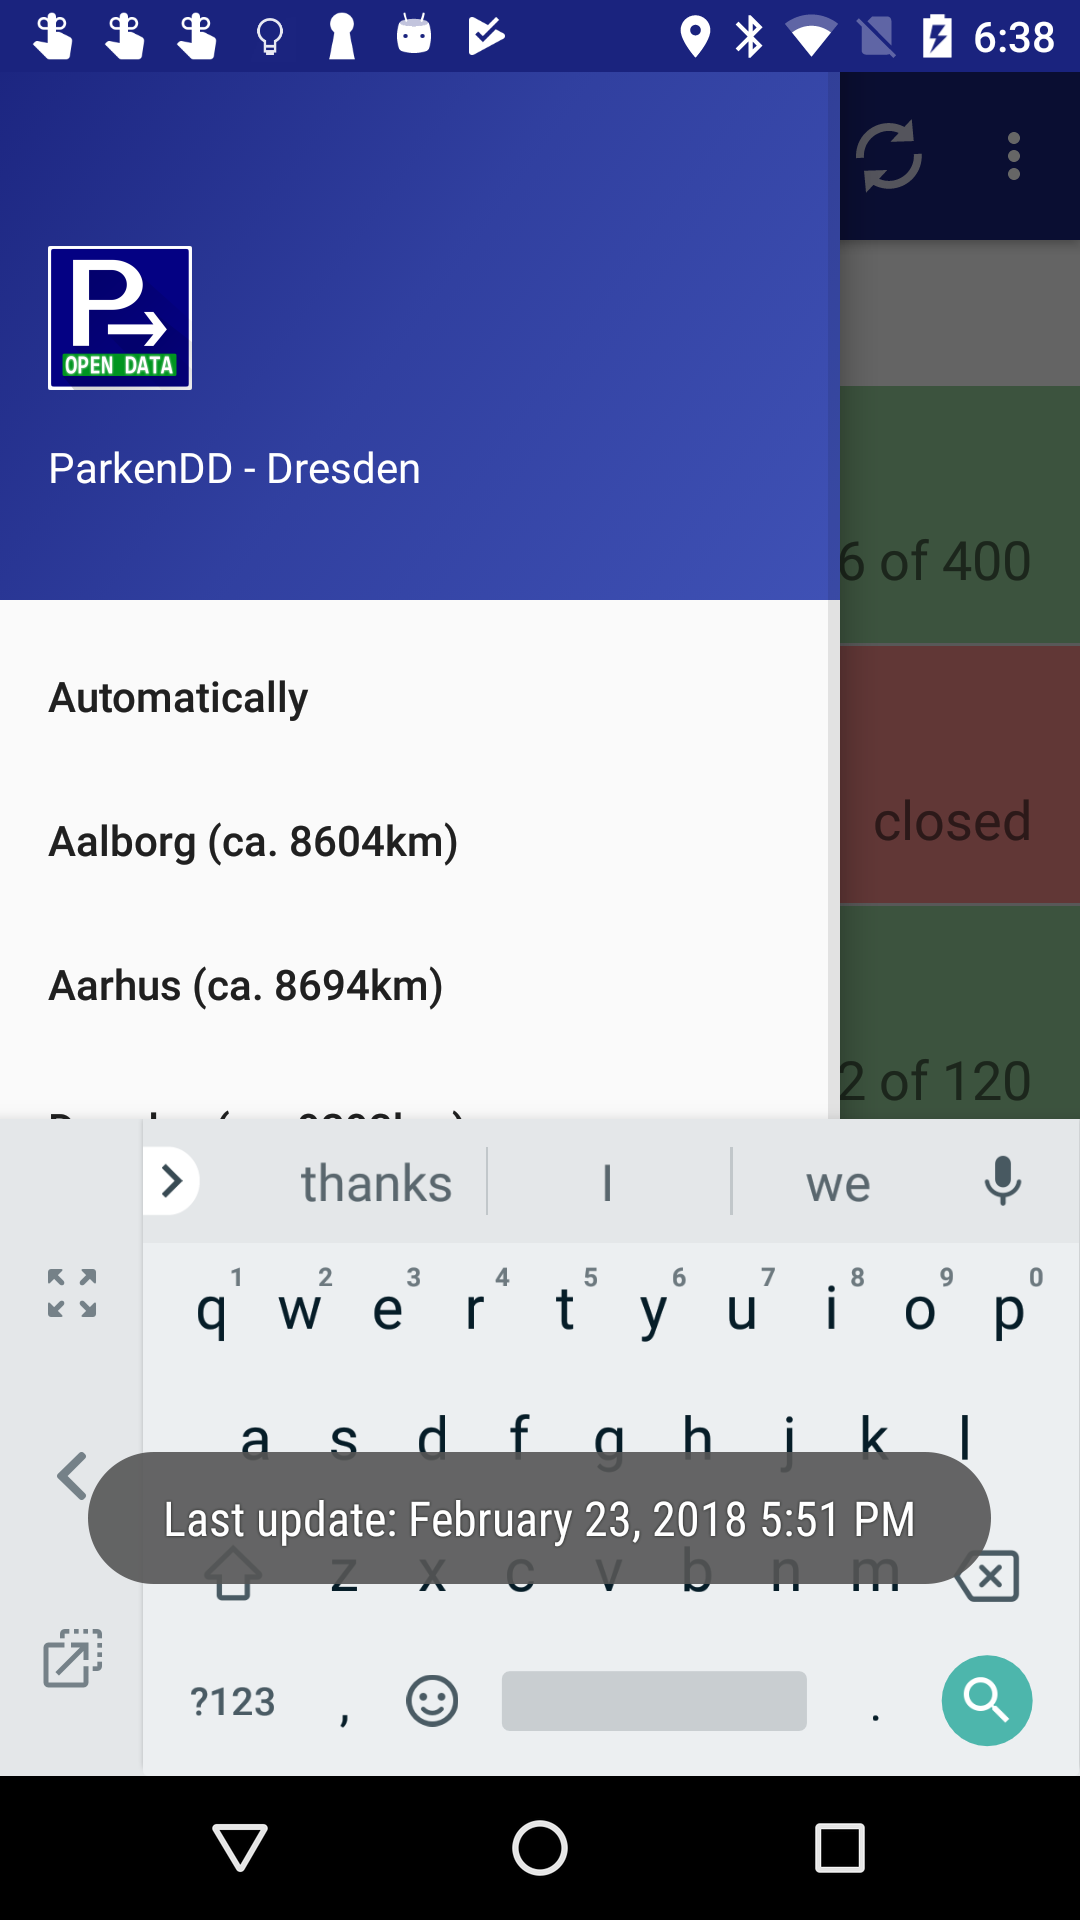 6:38
P
OPEN DATA
ParkenDD - Dresden
6 of 400
Automatically
closed
Aalborg (ca. 8604km)
Aarhus (ca. 8694km)
2 of 120
thanks I we
1 2 3 4 5 6 7 8 9 0
q w e r t y u i o p
a s d f g h j k l
Last update: February 23, 2018 5:51 PM
z x c v b n m
?123 , .